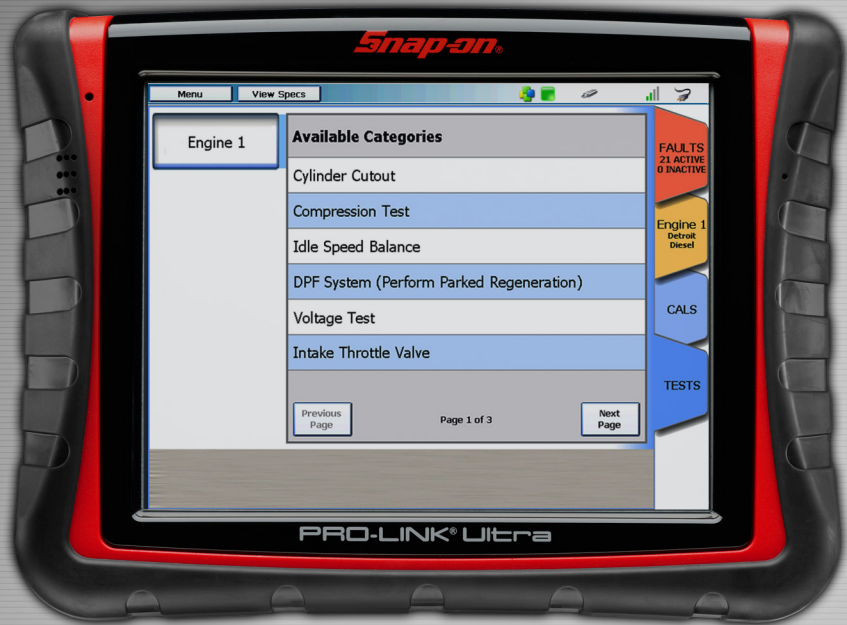 Snap-on®
Menu
View Specs
Engine 1
Available Categories
Cylinder Cutout
Compression Test
Idle Speed Balance
DPF System (Perform Parked Regeneration)
Voltage Test
Intake Throttle Valve
Previous
Page
Page 1 of 3
Next
Page
FAULTS
21 ACTIVE
0 INACTIVE
Engine 1
Detroit
Diesel
CALS
TESTS
PRO-LINK® Ultra